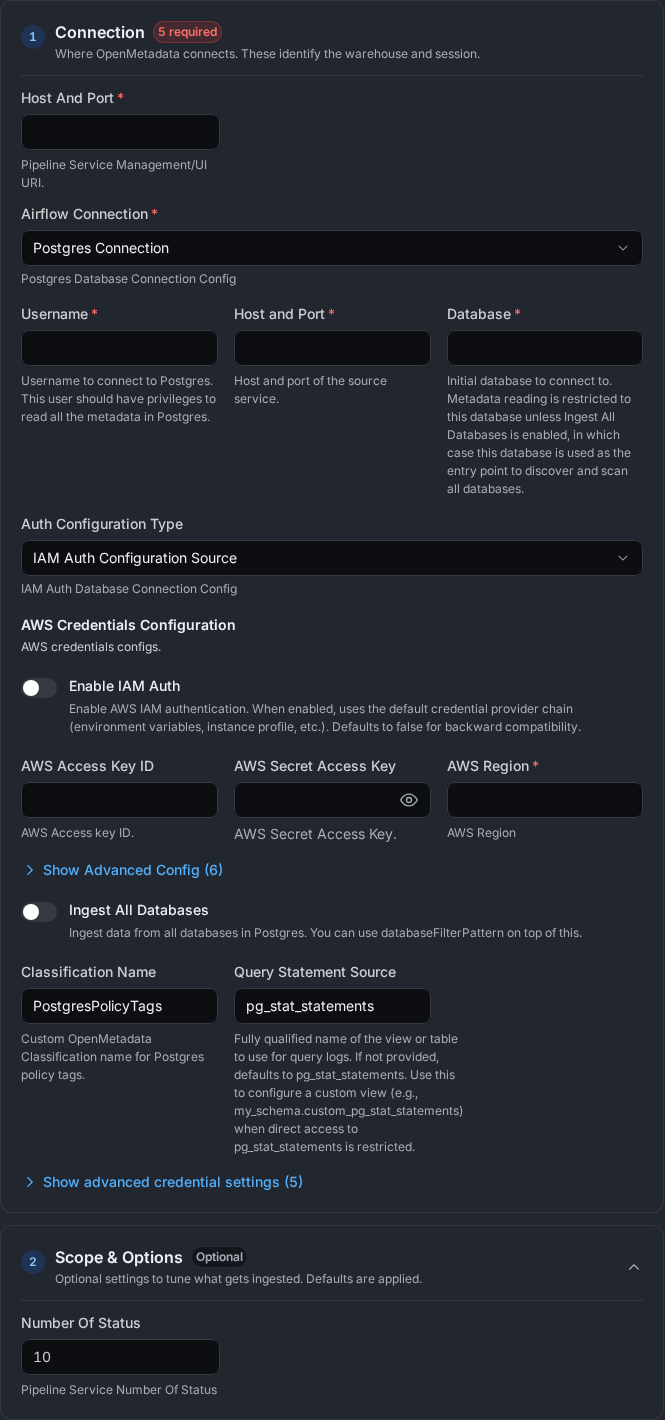 1
Connection 5 required
Where OpenMetadata connects. These identify the warehouse and session.
Host And Port *
Pipeline Service Management/UI
URI.
Airflow Connection *
Postgres Connection
Postgres Database Connection Config
Username * Host and Port * Database *
Username to connect to Postgres.
This user should have privileges to
read all the metadata in Postgres.
Host and port of the source
service.
Initial database to connect to.
Metadata reading is restricted to
this database unless Ingest All
Databases is enabled, in which
case this database is used as the
entry point to discover and scan
all databases.
Auth Configuration Type
IAM Auth Configuration Source
IAM Auth Database Connection Config
AWS Credentials Configuration
AWS credentials configs.
Enable IAM Auth
Enable AWS IAM authentication. When enabled, uses the default credential provider chain
(environment variables, instance profile, etc.). Defaults to false for backward compatibility.
AWS Access Key ID AWS Secret Access Key AWS Region *
AWS Access key ID. AWS Secret Access Key. AWS Region
Show Advanced Config (6)
Ingest All Databases
Ingest data from all databases in Postgres. You can use databaseFilterPattern on top of this.
Classification Name Query Statement Source
PostgresPolicyTags pg_stat_statements
Custom OpenMetadata
Classification name for Postgres
policy tags.
Fully qualified name of the view or table
to use for query logs. If not provided,
defaults to pg_stat_statements. Use this
to configure a custom view (e.g.,
my_schema.custom_pg_stat_statements)
when direct access to
pg_stat_statements is restricted.
Show advanced credential settings (5)
2
Scope & Options Optional
Optional settings to tune what gets ingested. Defaults are applied.
Number Of Status
10
Pipeline Service Number Of Status